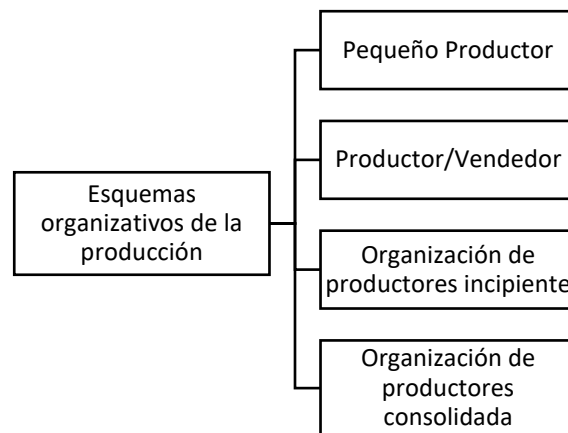 Pequeño Productor
Productor/Vendedor
Esquemas
organizativos de la
producción
Organización de
productores incipiente
Organización de
productores
consolidada